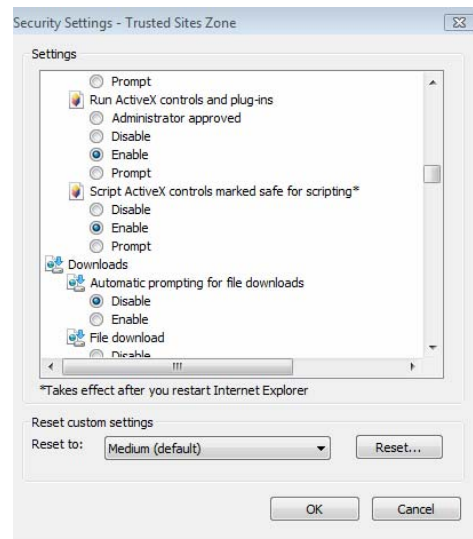 Security Settings - Trusted Sites Zone
Settings
Prompt
Run ActiveX controls and plug-ins
Administrator approved
Disable
Enable
Prompt
Script ActiveX controls marked safe for scripting*
Disable
Enable
Prompt
Downloads
Automatic prompting for file downloads
Disable
Enable
File download
Disable
*Takes effect after you restart Internet Explorer
Reset custom settings
Reset to: Medium (default) Reset...
OK Cancel